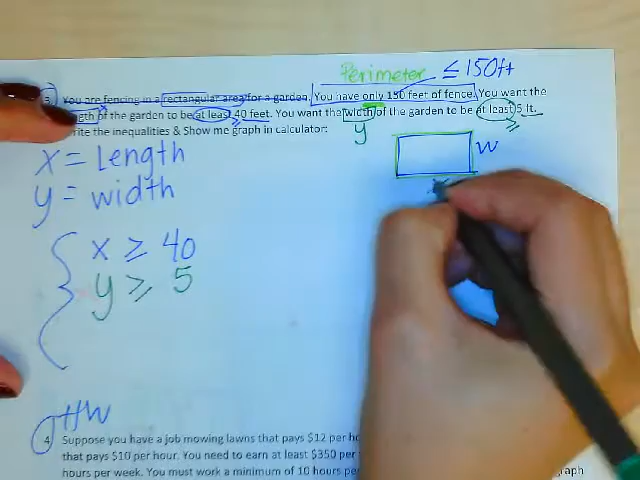 Perimeter ≤ 150ft
3. You are fencing in a rectangular area for a garden. You have only 150 feet of fence. You want the
of the garden to be at least 40 feet. You want the width of the garden to be at least 5 ft.
rite the inequalities & Show me graph in calculator:
≥ y ≥
x = Length
y = width
w
x
x ≥ 40
y ≥ 5
HW
4 Suppose you have a job mowing lawns that pays $12 per
that pays $10 per hour. You need to earn at least $350 per
hours per week. You must work a minimum of 10 hours
graph